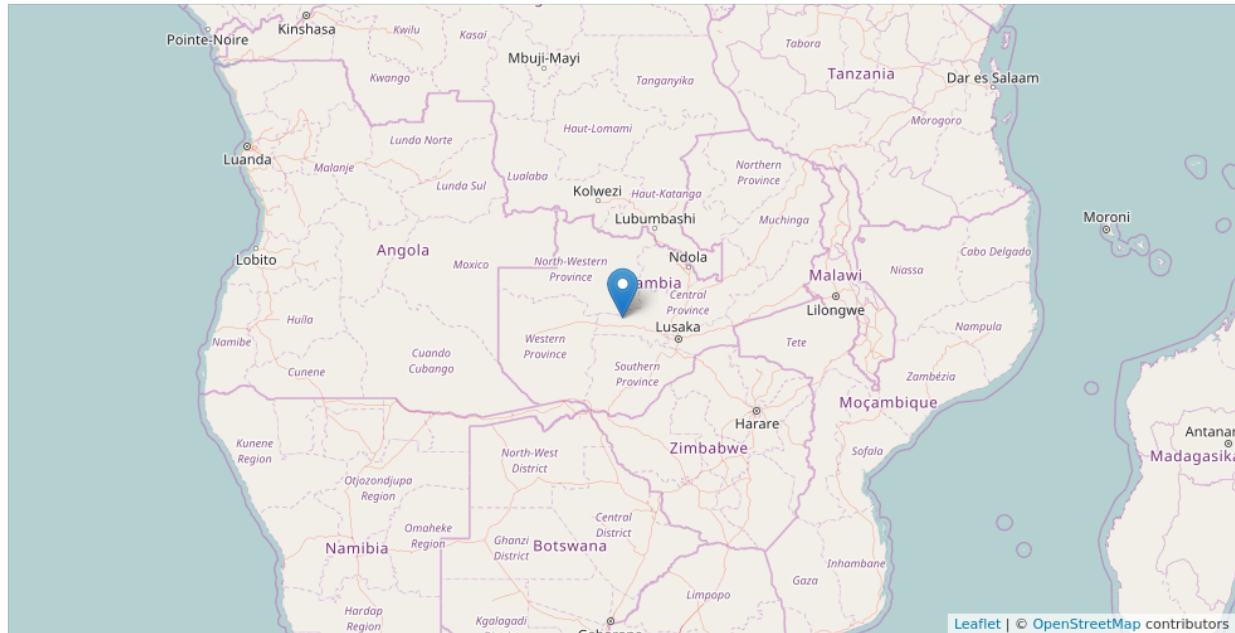 Kinshasa
Pointe-Noire
Kwilu
Kasaï
Kwango
Mbuji-Mayi
Tanganyika
Tabora
Tanzania
Dar es Salaam
Morogoro
Haut-Lomami
Lunda Norte
Luanda
Malanje
Lunda Sul
Lualaba
Kolwezi
Haut-Katanga
Northern
Province
Lubumbashi
Muchinga
Moroni
Angola
Lobito
Moxico
North-Western
Province
Ndola
ambia
Central
Province
Malawi
Niassa
Cabo Delgado
Lilongwe
Huíla
Namibe
Cunene
Cuando
Cubango
Western
Province
Lusaka
Southern
Province
Tete
Nampula
Zambézia
Moçambique
Harare
Zimbabwe
Sofala
Antanan
Madagasika
Kunene
Region
North-West
District
Otjozondjupa
Region
Omaheke
Region
Namibia
Ghanzi
District
Botswana
Central
District
Inhambane
Gaza
Limpopo
Hardap
Kgalagadi
Leaflet | © OpenStreetMap contributors